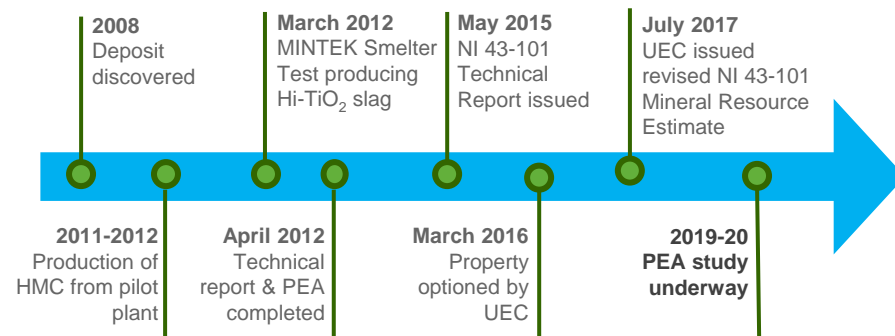 2008
Deposit
discovered
March 2012
MINTEK Smelter
Test producing
Hi-TiO₂ slag
May 2015
NI 43-101
Technical
Report issued
July 2017
UEC issued
revised NI 43-101
Mineral Resource
Estimate
2011-2012
Production of
HMC from pilot
plant
April 2012
Technical
report & PEA
completed
March 2016
Property
optioned by
UEC
2019-20
PEA study
underway